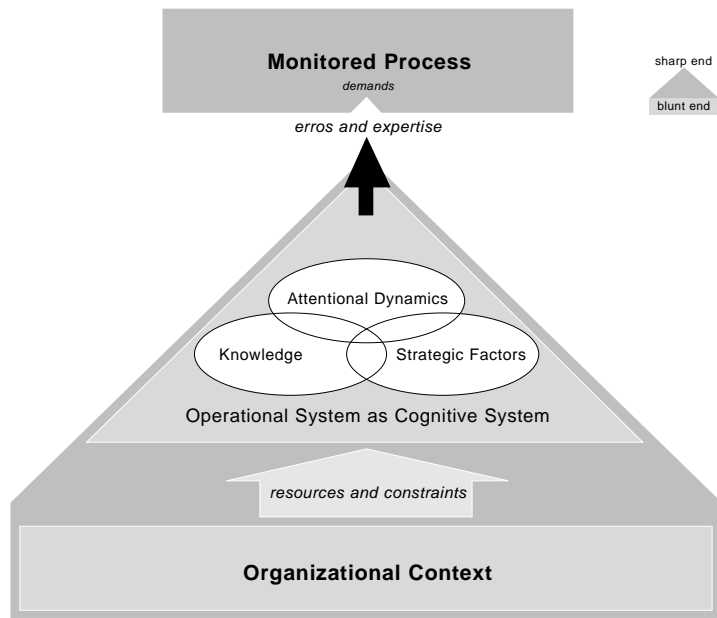 Monitored Process
demands
erros and expertise
sharp end
blunt end
Attentional Dynamics
Knowledge
Strategic Factors
Operational System as Cognitive System
resources and constraints
Organizational Context